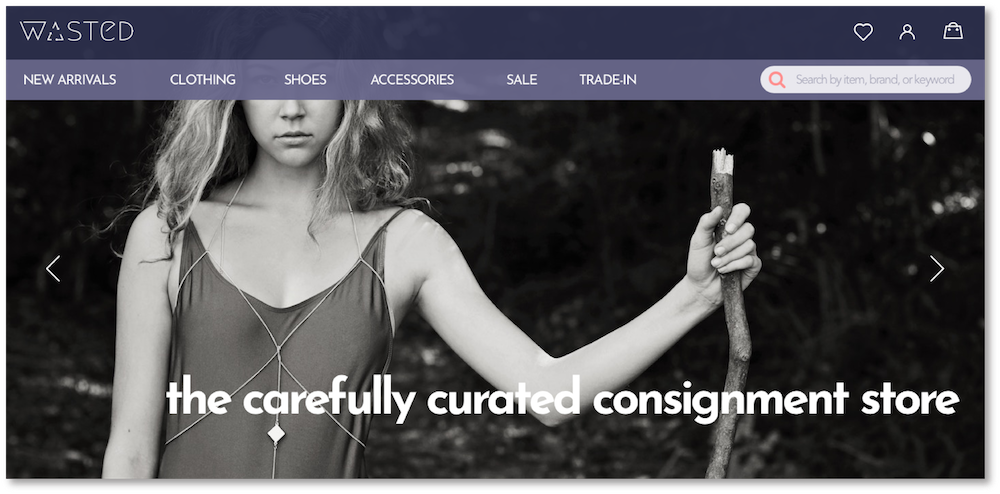 WASTeD
NEW ARRIVALS CLOTHING SHOES ACCESSORIES SALE TRADE-IN Search by item, brand, or keyword
the carefully curated consignment store